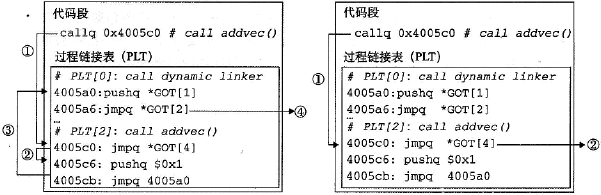 代码段
callq 0x4005c0 # call addvec()
①
过程链接表（PLT）
# PLT[0]: call dynamic linker
4005a0:pushq *GOT[1]
4005a6:jmpq *GOT[2]
④
…
③
# PLT[2]: call addvec()
4005c0: jmpq *GOT[4]
②
4005c6: pushq $0x1
4005cb: jmpq 4005a0
代码段
callq 0x4005c0 # call addvec()
过程链接表（PLT）
①
# PLT[0]: call dynamic linker
4005a0:pushq *GOT[1]
4005a6:jmpq *GOT[2]
…
# PLT[2]: call addvec()
4005c0: jmpq *GOT[4]
②
4005c6: pushq $0x1
4005cb: jmpq 4005a0